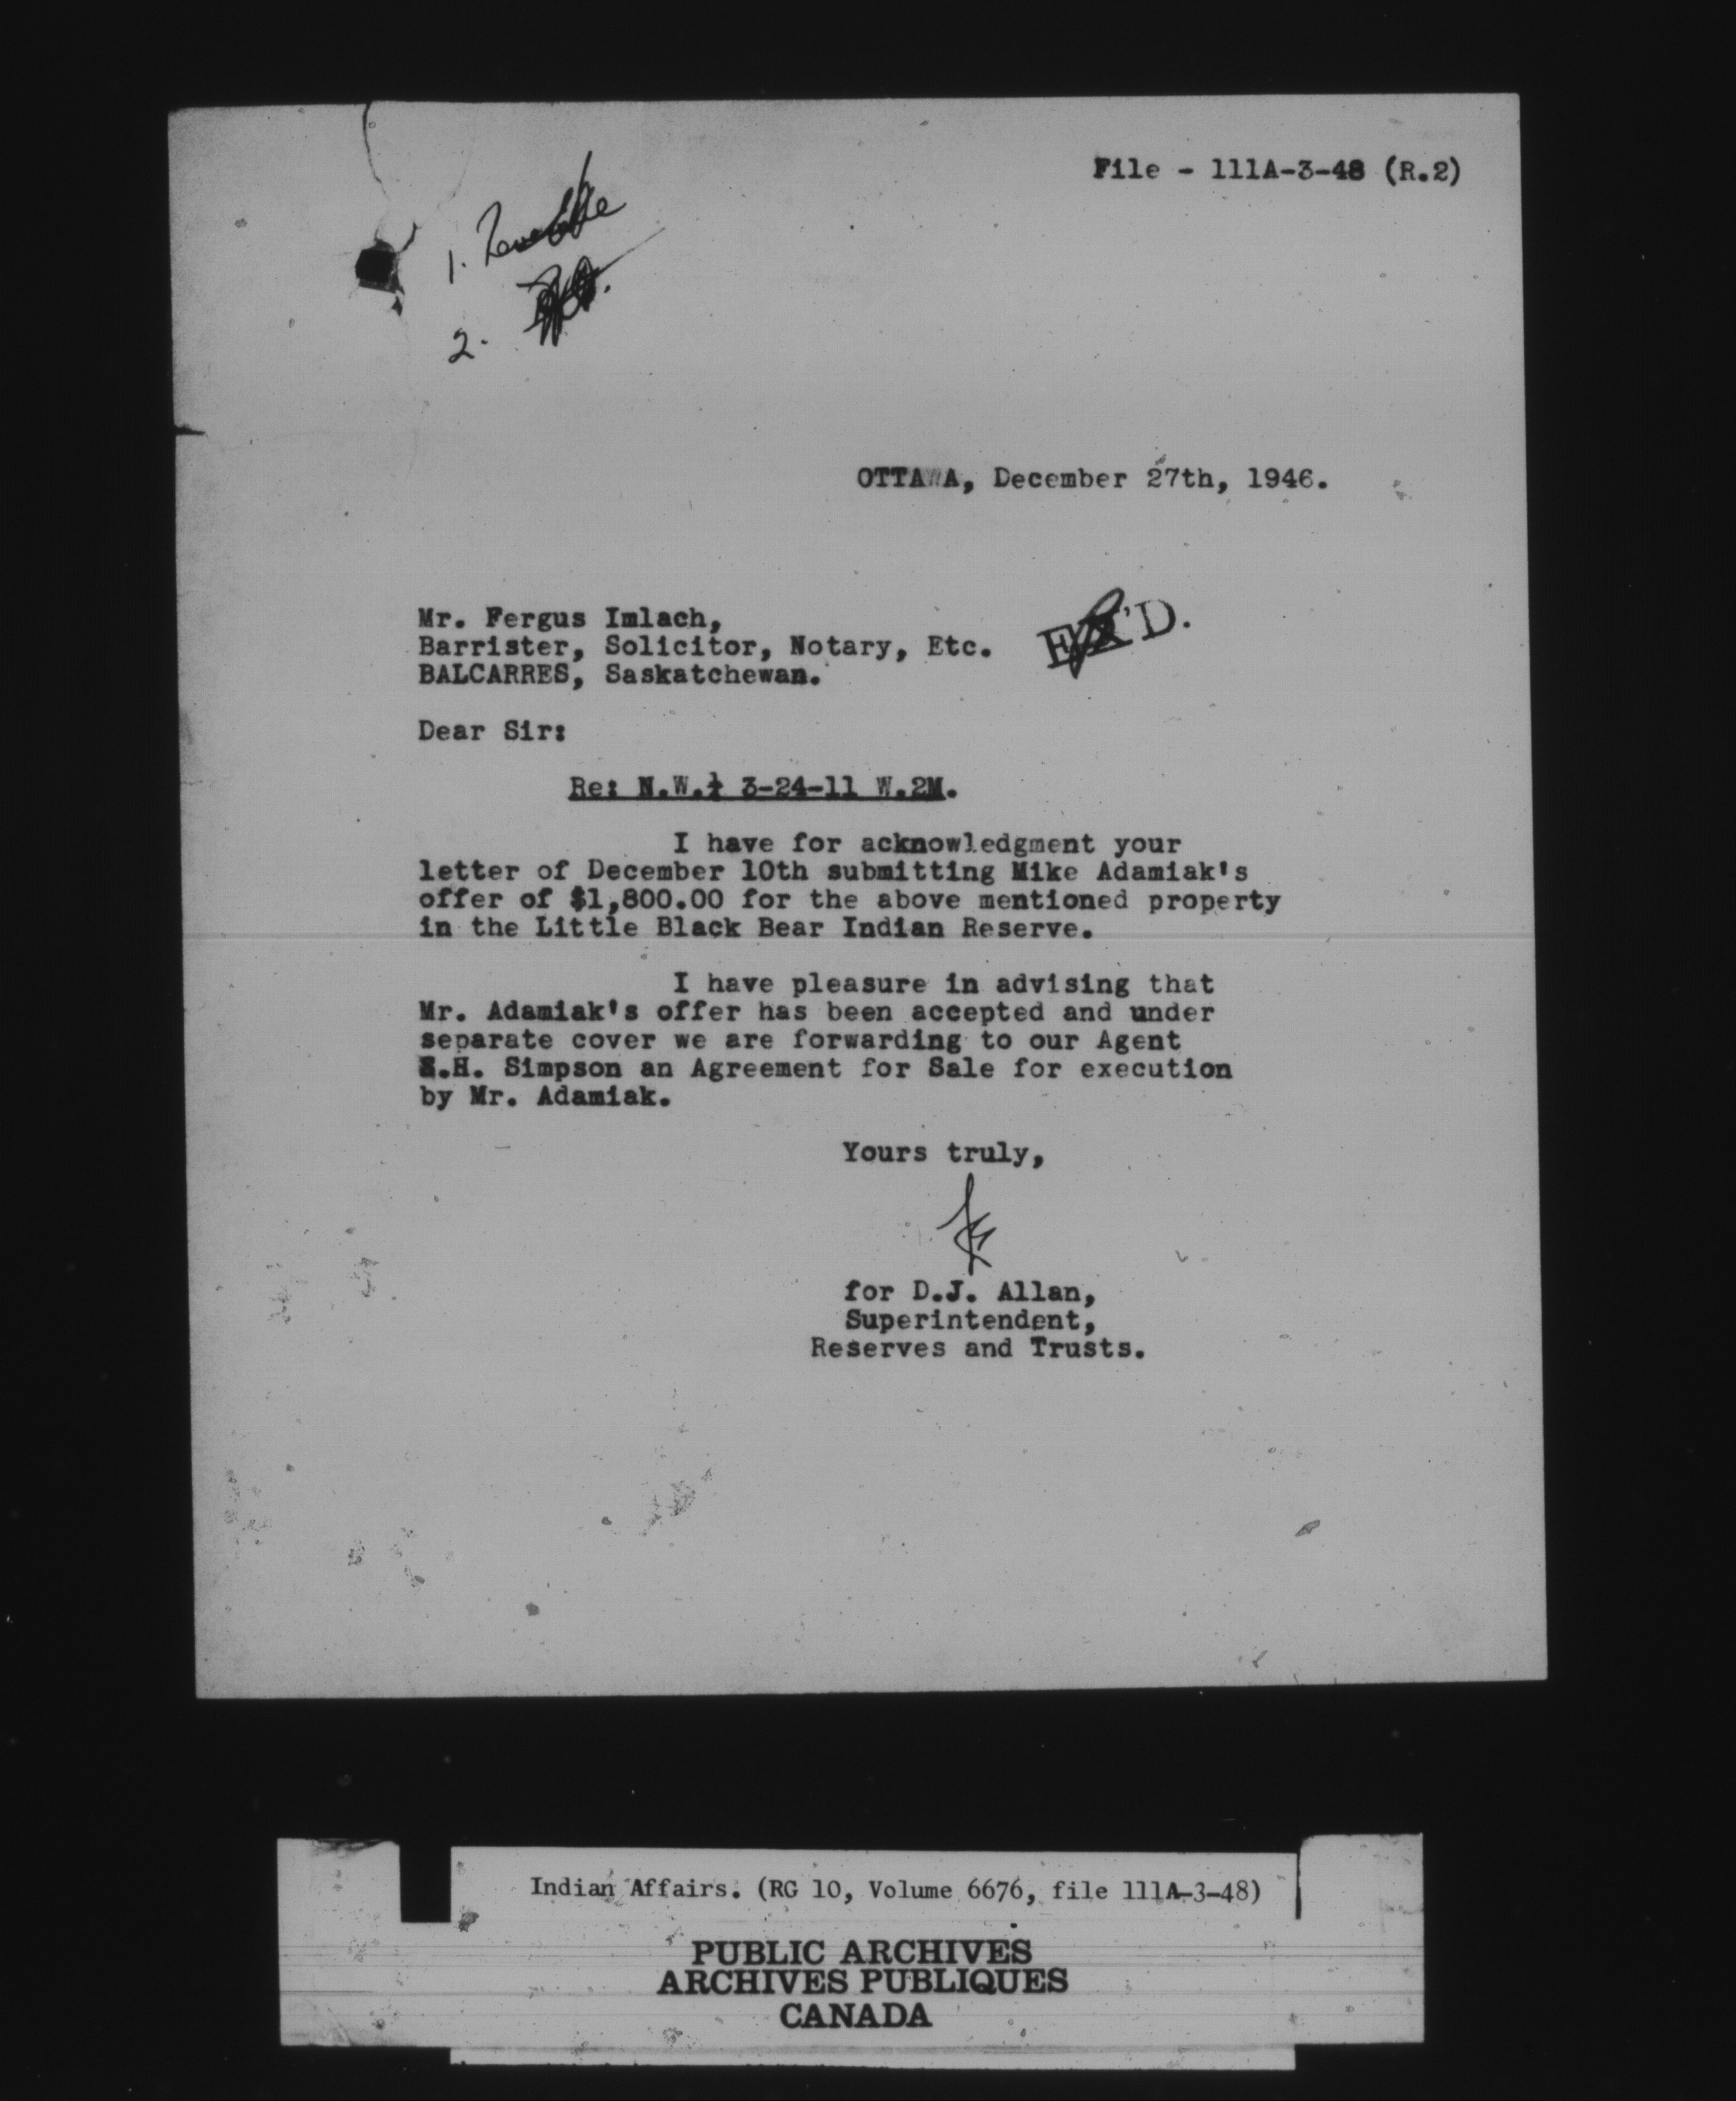 File - 111A-3-48 (R.2)
1.
2.
OTTAWA, December 27th, 1946.
Mr. Fergus Imlach,
Barrister, Solicitor, Notary, Etc.
BALCARRES, Saskatchewan.
EX'D.
Dear Sir:
Re: N.W.¼ 3-24-11 W.2M.
I have for acknowledgment your
letter of December 10th submitting Mike Adamiak's
offer of $1,800.00 for the above mentioned property
in the Little Black Bear Indian Reserve.
I have pleasure in advising that
Mr. Adamiak's offer has been accepted and under
separate cover we are forwarding to our Agent
S.H. Simpson an Agreement for Sale for execution
by Mr. Adamiak.
Yours truly,
for D.J. Allan,
Superintendent,
Reserves and Trusts.
Indian Affairs. (RG 10, Volume 6676, file 111A-3-48)
PUBLIC ARCHIVES
ARCHIVES PUBLIQUES
CANADA